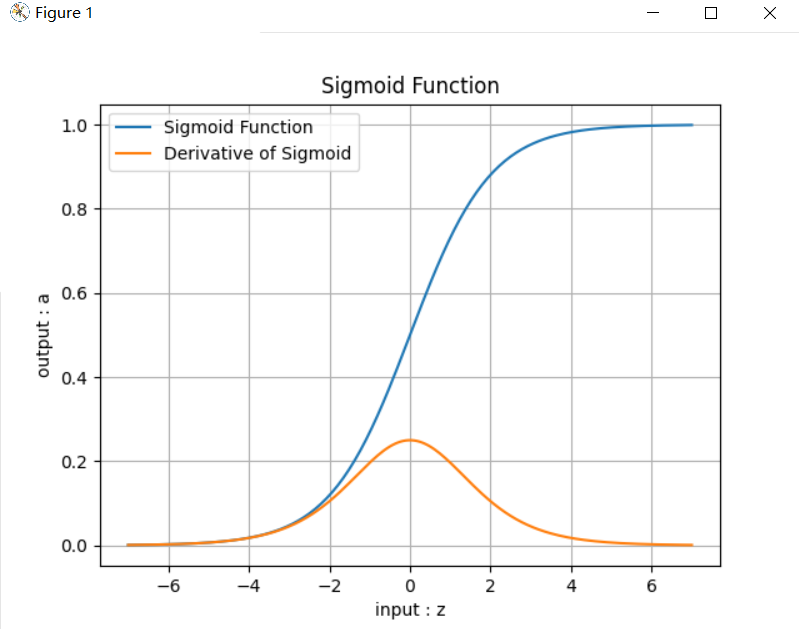 Figure 1
Sigmoid Function
Sigmoid Function
Derivative of Sigmoid
1.0
0.8
0.6
0.4
0.2
0.0
output : a
−6
−4
−2
0
2
4
6
input : z